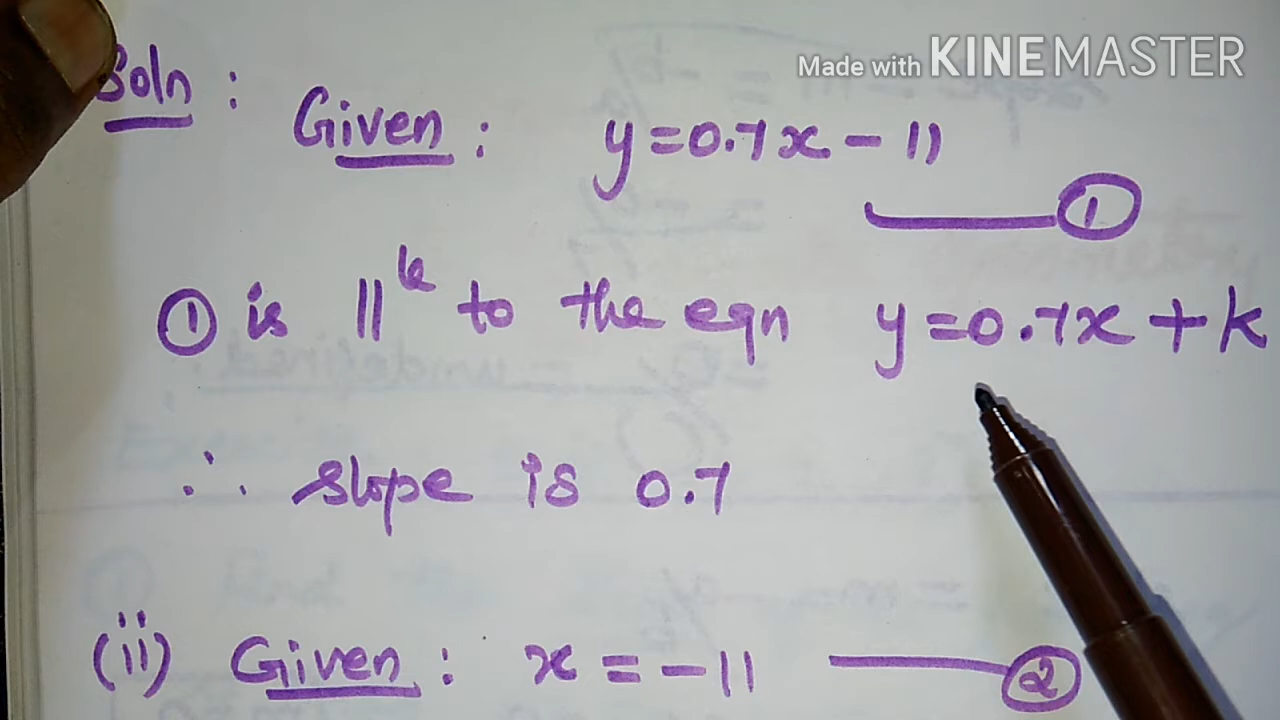 Made with KINEMASTER
Soln :
Given : y=0.7x-11
①
① is ||k to the eqn y=0.7x+k
∴ slope is 0.7
(ii) Given : x=-11 ②